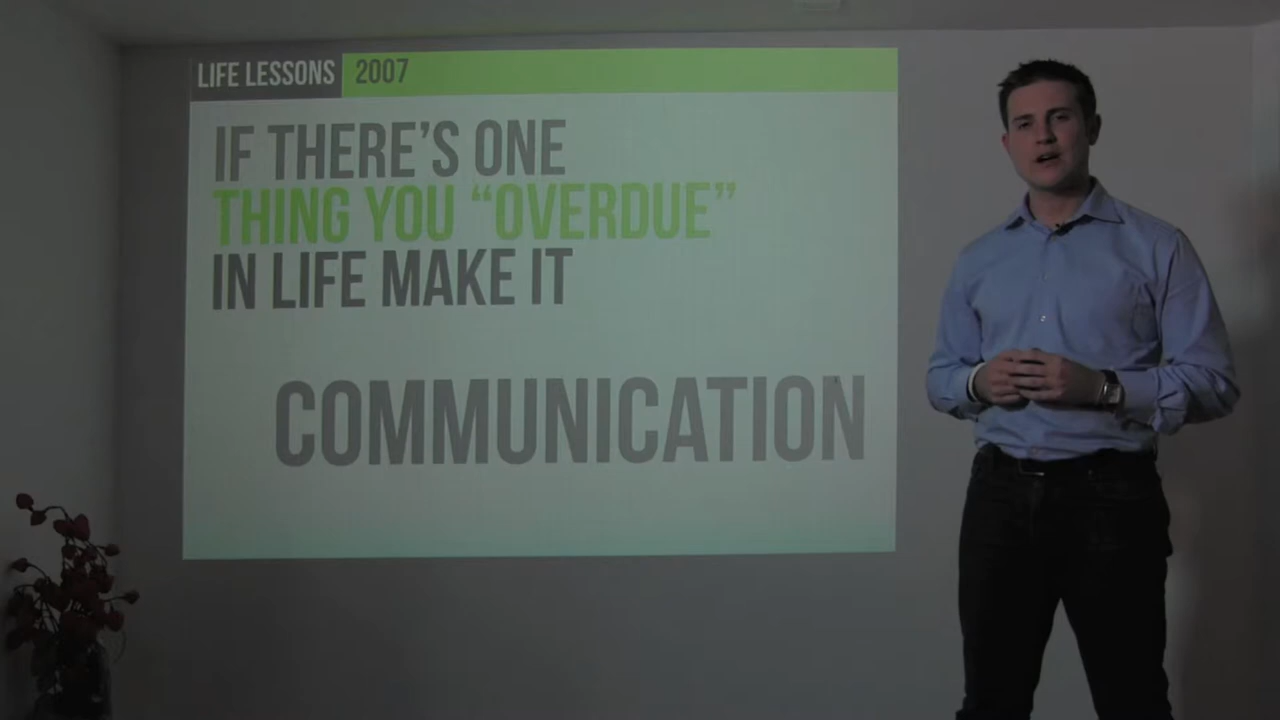 LIFE LESSONS 2007
IF THERE'S ONE
THING YOU “OVERDUE”
IN LIFE MAKE IT
COMMUNICATION